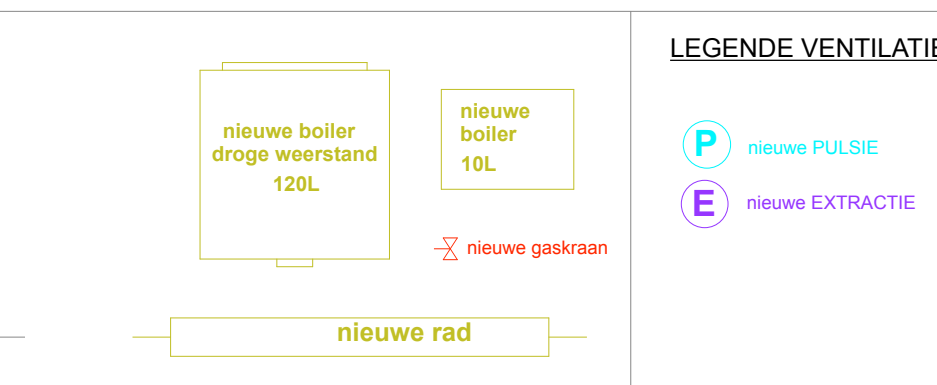 nieuwe boiler
droge weerstand
120L
nieuwe
boiler
10L
nieuwe gaskraan
nieuwe rad
LEGENDE VENTILATIE
P nieuwe PULSIE
E nieuwe EXTRACTIE